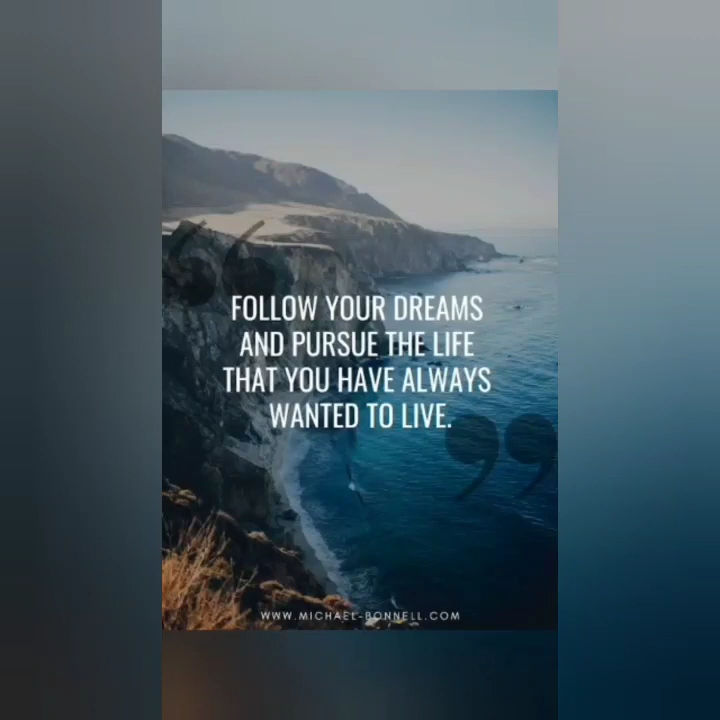 FOLLOW YOUR DREAMS
AND PURSUE THE LIFE
THAT YOU HAVE ALWAYS
WANTED TO LIVE.
WWW.MICHAEL-BONNELL.COM